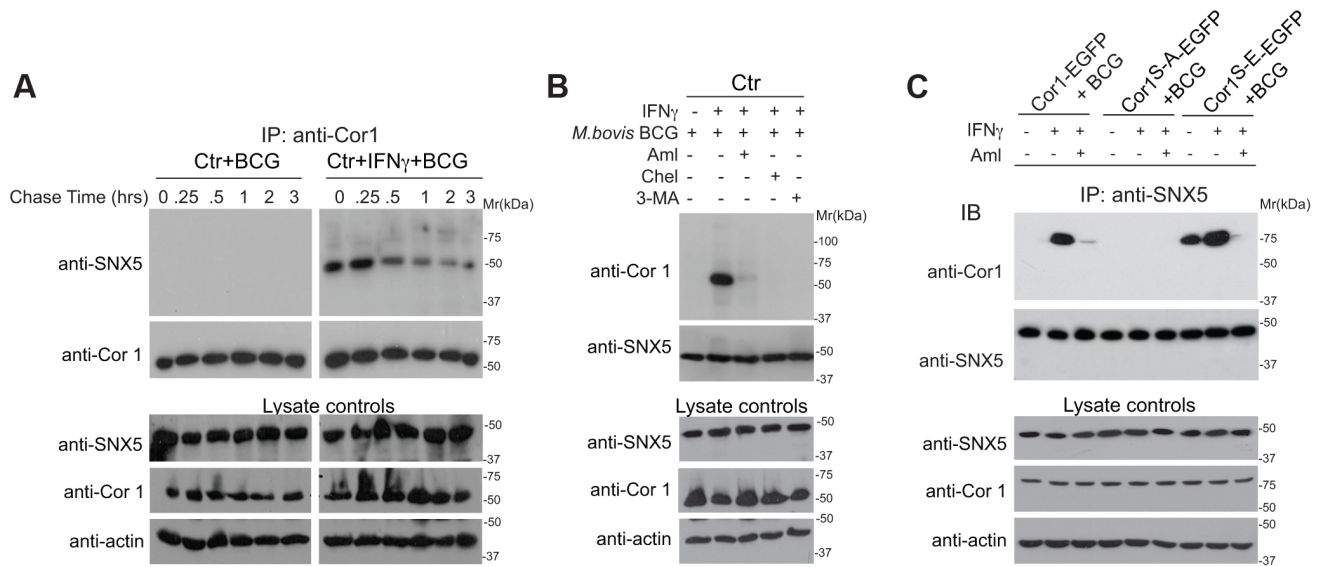 A
IP: anti-Cor1
Ctr+BCG Ctr+IFNγ+BCG
Chase Time (hrs) 0 .25 .5 1 2 3 0 .25 .5 1 2 3 Mr(kDa)
-75
anti-SNX5 -50
-37
-75
anti-Cor 1
-50
Lysate controls
anti-SNX5 -50
-37
-75
anti-Cor 1 -50
-50
anti-actin
-37
B
Ctr
IFNγ - + + + +
M.bovis BCG + + + + +
Aml - - + - -
Chel - - - + -
3-MA - - - - +
Mr(kDa)
-100
-75
anti-Cor 1 -50
-37
anti-SNX5 -50
-37
Lysate controls
anti-SNX5 -50
-37
-75
anti-Cor 1 -50
-50
anti-actin
-37
C
Cor1-EGFP + BCG
Cor1S-A-EGFP +BCG
Cor1S-E-EGFP +BCG
IFNγ - + + - + + - + +
Aml - - + - - + - - +
IP: anti-SNX5
IB Mr(kDa)
-75
anti-Cor1 -50
-37
-50
anti-SNX5 -37
Lysate controls
anti-SNX5 -50
-37
anti-Cor 1 -75
-50
-50
anti-actin
-37